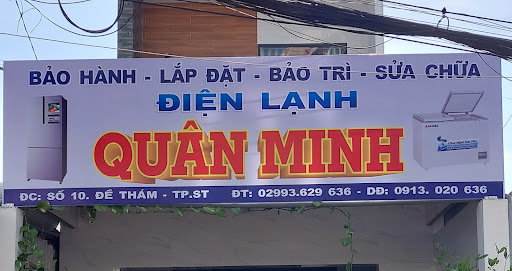 BẢO HÀNH - LẮP ĐẶT - BẢO TRÌ - SỬA CHỮA
ĐIỆN LẠNH
QUÂN MINH
ĐC: SỐ 10. ĐỀ THÁM - TP.ST ĐT: 02993.629 636 - DĐ: 0913. 020 636